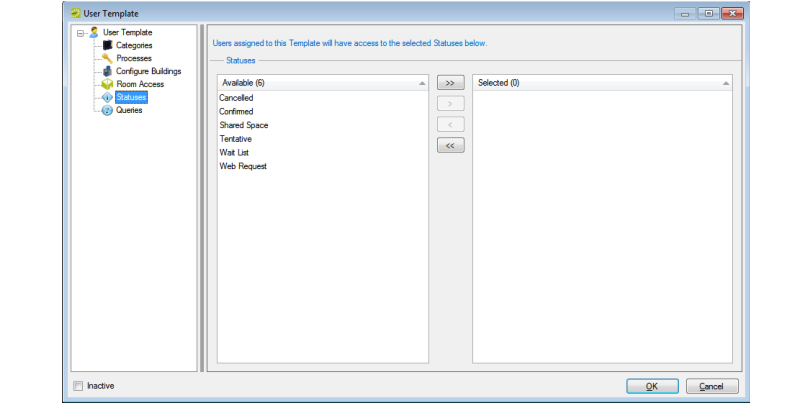 User Template
User Template
Categories
Processes
Configure Buildings
Room Access
Statuses
Queries
Users assigned to this Template will have access to the selected Statuses below.
Statuses
Available (6)
Cancelled
Confirmed
Shared Space
Tentative
Wait List
Web Request
>>
>
<
<<
Selected (0)
Inactive
OK
Cancel